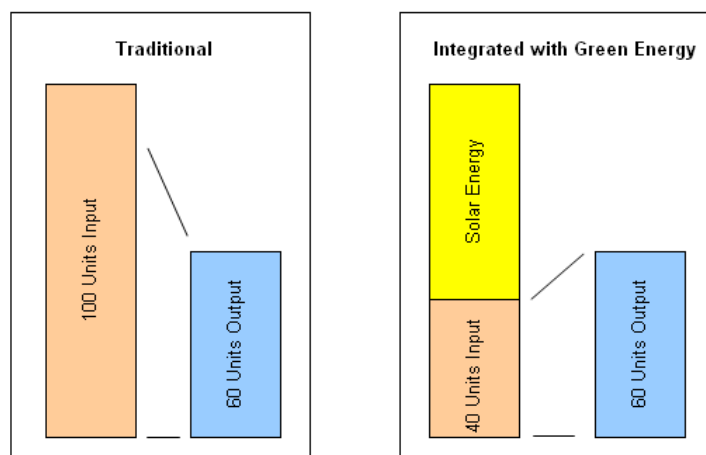 Traditional
100 Units Input
60 Units Output
Integrated with Green Energy
Solar Energy
40 Units Input
60 Units Output